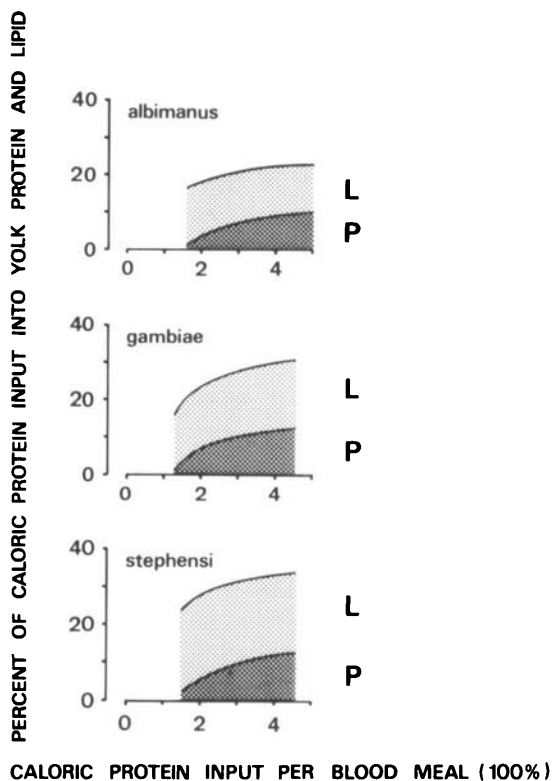 PERCENT OF CALORIC PROTEIN INPUT INTO YOLK PROTEIN AND LIPID
40
albimanus
20
L
P
0
0 2 4
40
gambiae
20
L
P
0
0 2 4
40
stephensi
20
L
P
0
0 2 4
CALORIC PROTEIN INPUT PER BLOOD MEAL (100%)